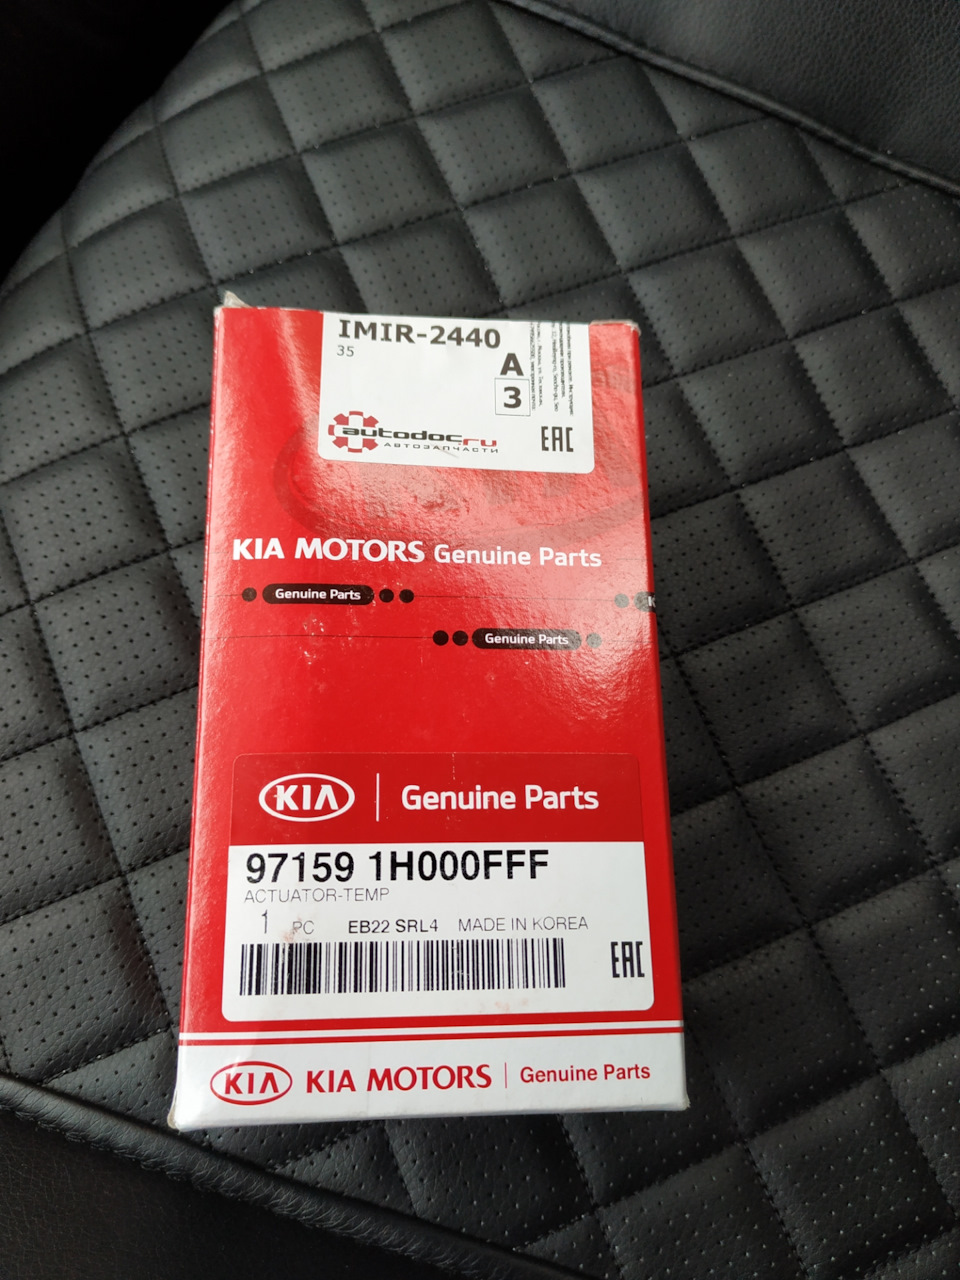 IMIR-2440
35
A
3
autodoc.ru
АВТОЗАПЧАСТИ
EAC
KIA MOTORS Genuine Parts
Genuine Parts
Genuine Parts
KIA Genuine Parts
97159 1H000FFF
ACTUATOR-TEMP
1 PC EB22 SRL4 MADE IN KOREA
EAC
KIA KIA MOTORS Genuine Parts